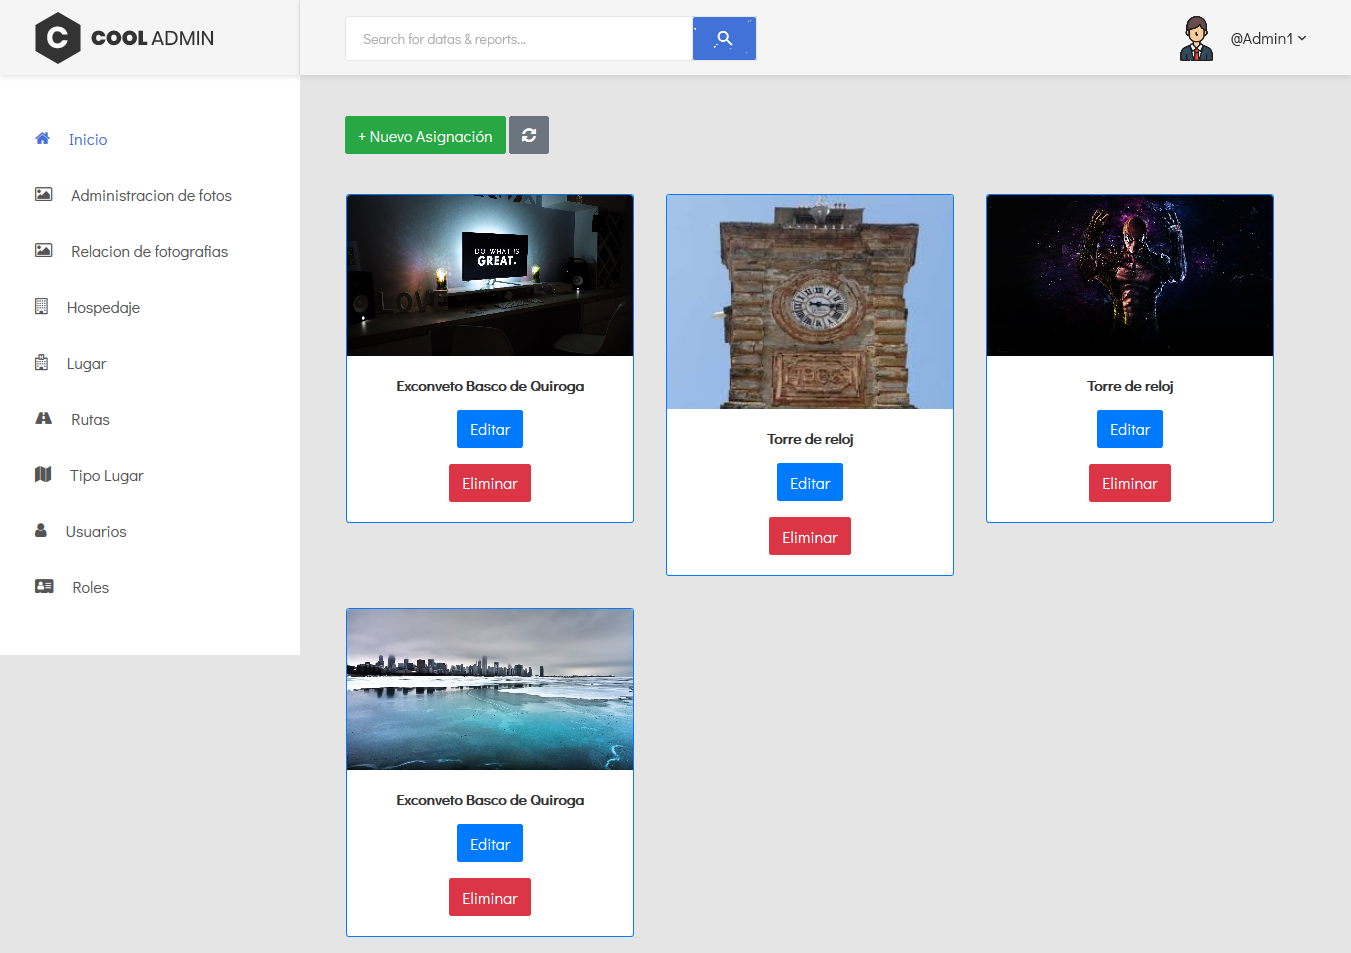 C COOL ADMIN
Search for datas & reports...
@Admin1
Inicio
Administracion de fotos
Relacion de fotografias
Hospedaje
Lugar
Rutas
Tipo Lugar
Usuarios
Roles
+ Nuevo Asignación
DO WHAT IS
GREAT.
LOVE
Exconveto Basco de Quiroga
Editar
Eliminar
1908
Torre de reloj
Editar
Eliminar
Torre de reloj
Editar
Eliminar
Exconveto Basco de Quiroga
Editar
Eliminar